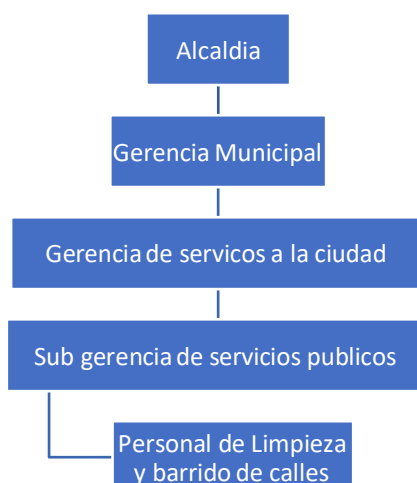 Alcaldia
Gerencia Municipal
Gerencia de servicos a la ciudad
Sub gerencia de servicios publicos
Personal de Limpieza
y barrido de calles